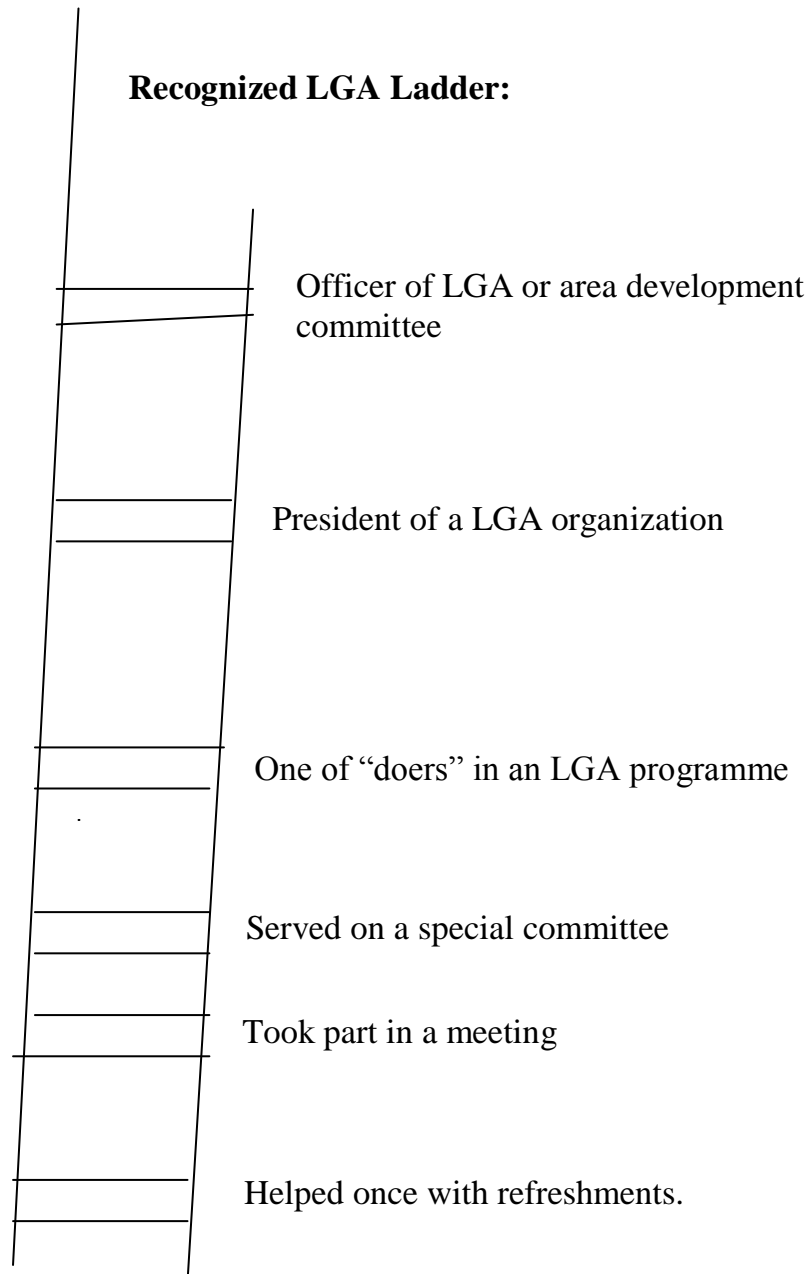 Recognized LGA Ladder:
Officer of LGA or area development
committee
President of a LGA organization
One of “doers” in an LGA programme
Served on a special committee
Took part in a meeting
Helped once with refreshments.